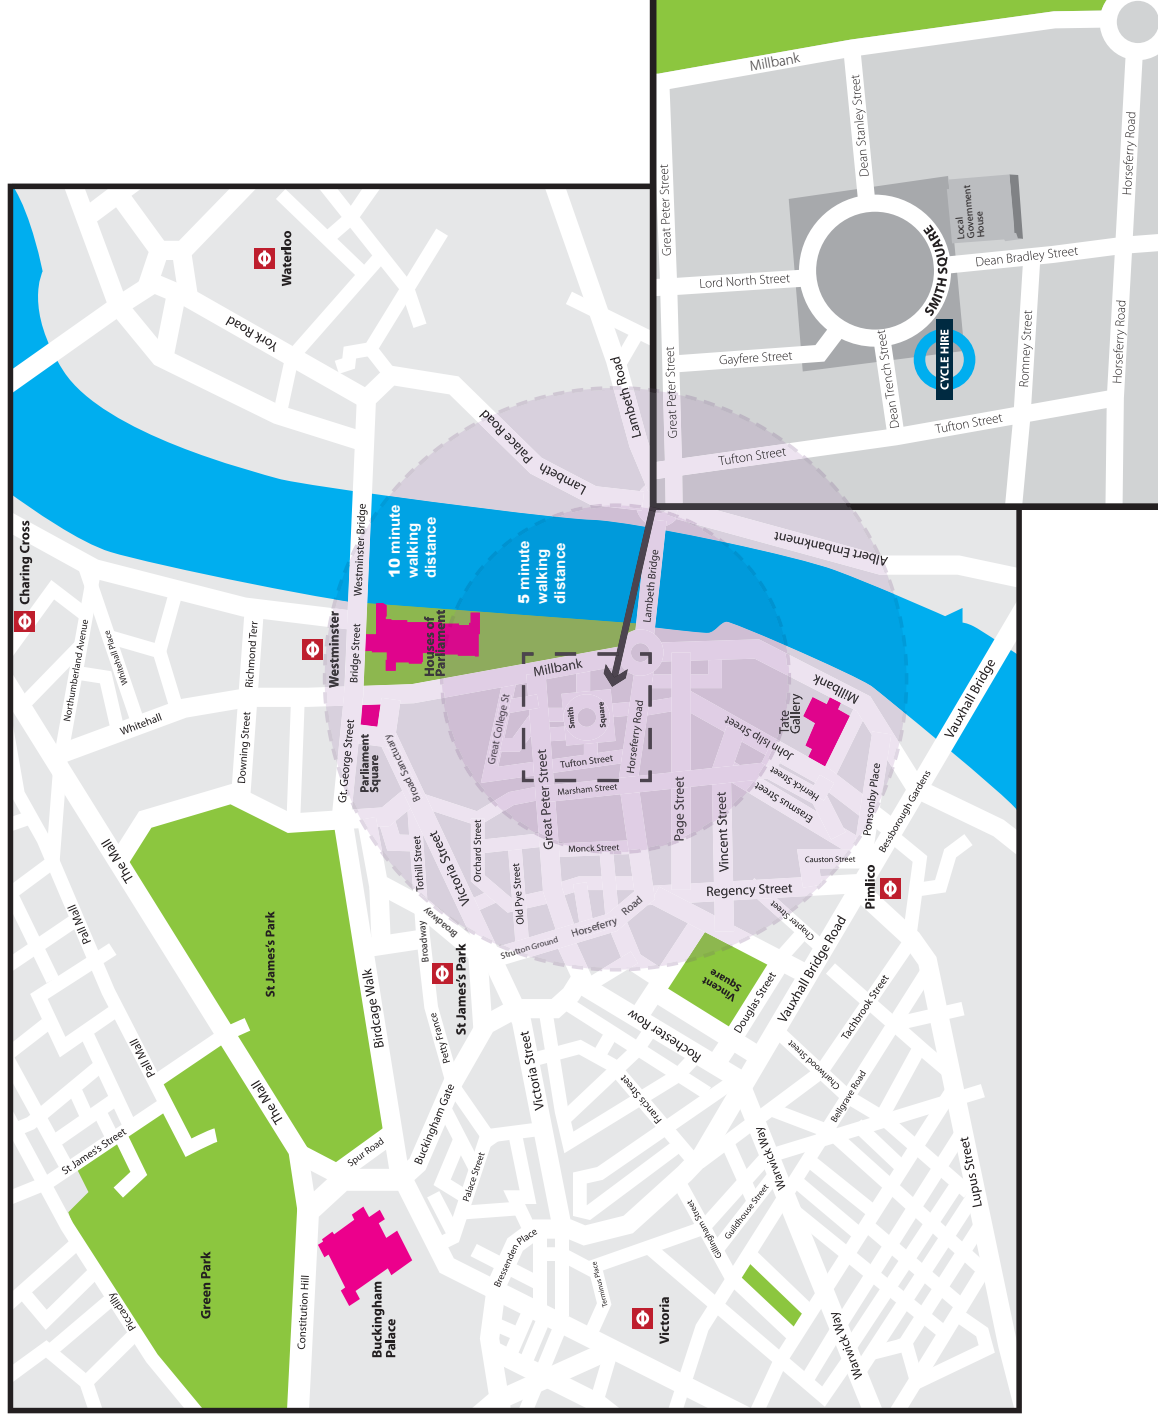 Millbank
Dean Stanley Street
Great Peter Street
Horseferry Road
Local
Government
House
SMITH SQUARE
Dean Bradley Street
Lord North Street
Gayfere Street
Dean Trench Street
CYCLE HIRE
Romney Street
Horseferry Road
Great Peter Street
Tufton Street
Tufton Street
Waterloo
York Road
Lambeth Road
Lambeth
Palace Road
Charing Cross
Westminster Bridge
10 minute
walking
distance
5 minute
walking
distance
Lambeth Bridge
Albert Embankment
Northumberland Avenue
Whitehall Place
Richmond Terr
Westminster
Bridge Street
Houses of
Parliament
Millbank
Whitehall
Downing Street
Gt. George Street
Parliament
Square
Broad Sanctuary
Great College St
Smith
Square
Tufton Street
Horseferry Road
Marsham Street
Great Peter Street
John Islip Street
Tate
Gallery
Millbank
Vauxhall Bridge
Herrick Street
Erasmus Street
Ponsonby Place
Bessborough Gardens
Page Street
Vincent Street
Monck Street
Causton Street
Regency Street
Pimlico
The Mall
Pall Mall
St James's Park
Tothill Street
Victoria Street
Orchard Street
Old Pye Street
Broadway
Broadway
Strutton Ground
Horseferry
Road
Chapter Street
Vauxhall Bridge Road
Vincent
Square
Douglas Street
Tachbrook Street
St James's Park
Birdcage Walk
Petty France
Victoria Street
Rochester Row
Charlwood Street
Bellgrave Road
Francis Street
Pall Mall
The Mall
St James's Street
Spur Road
Buckingham Gate
Palace Street
Warwick Way
Guildhouse Street
Gillingham Street
Lupus Street
Green Park
Piccadilly
Constitution Hill
Buckingham
Palace
Bressenden Place
Terminus Place
Victoria
Warwick Way